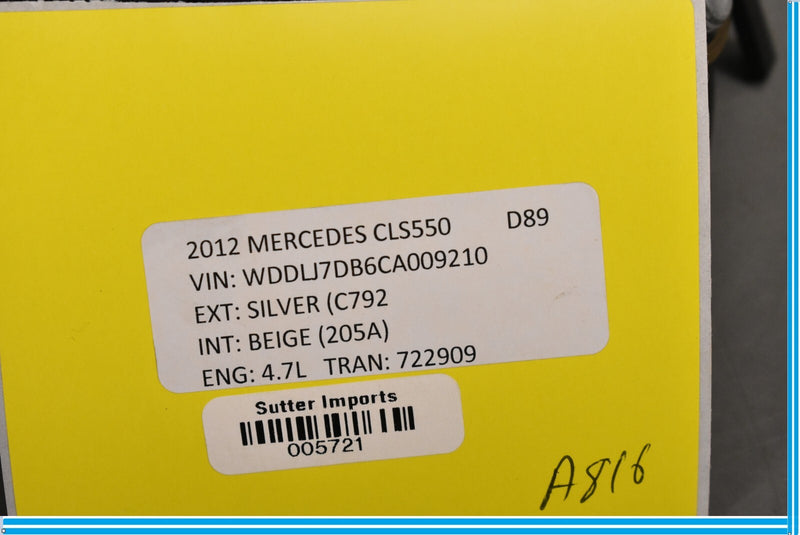 2012 MERCEDES CLS550 D89
VIN: WDDLJ7DB6CA009210
EXT: SILVER (C792
INT: BEIGE (205A)
ENG: 4.7L TRAN: 722909
Sutter Imports
005721
A816